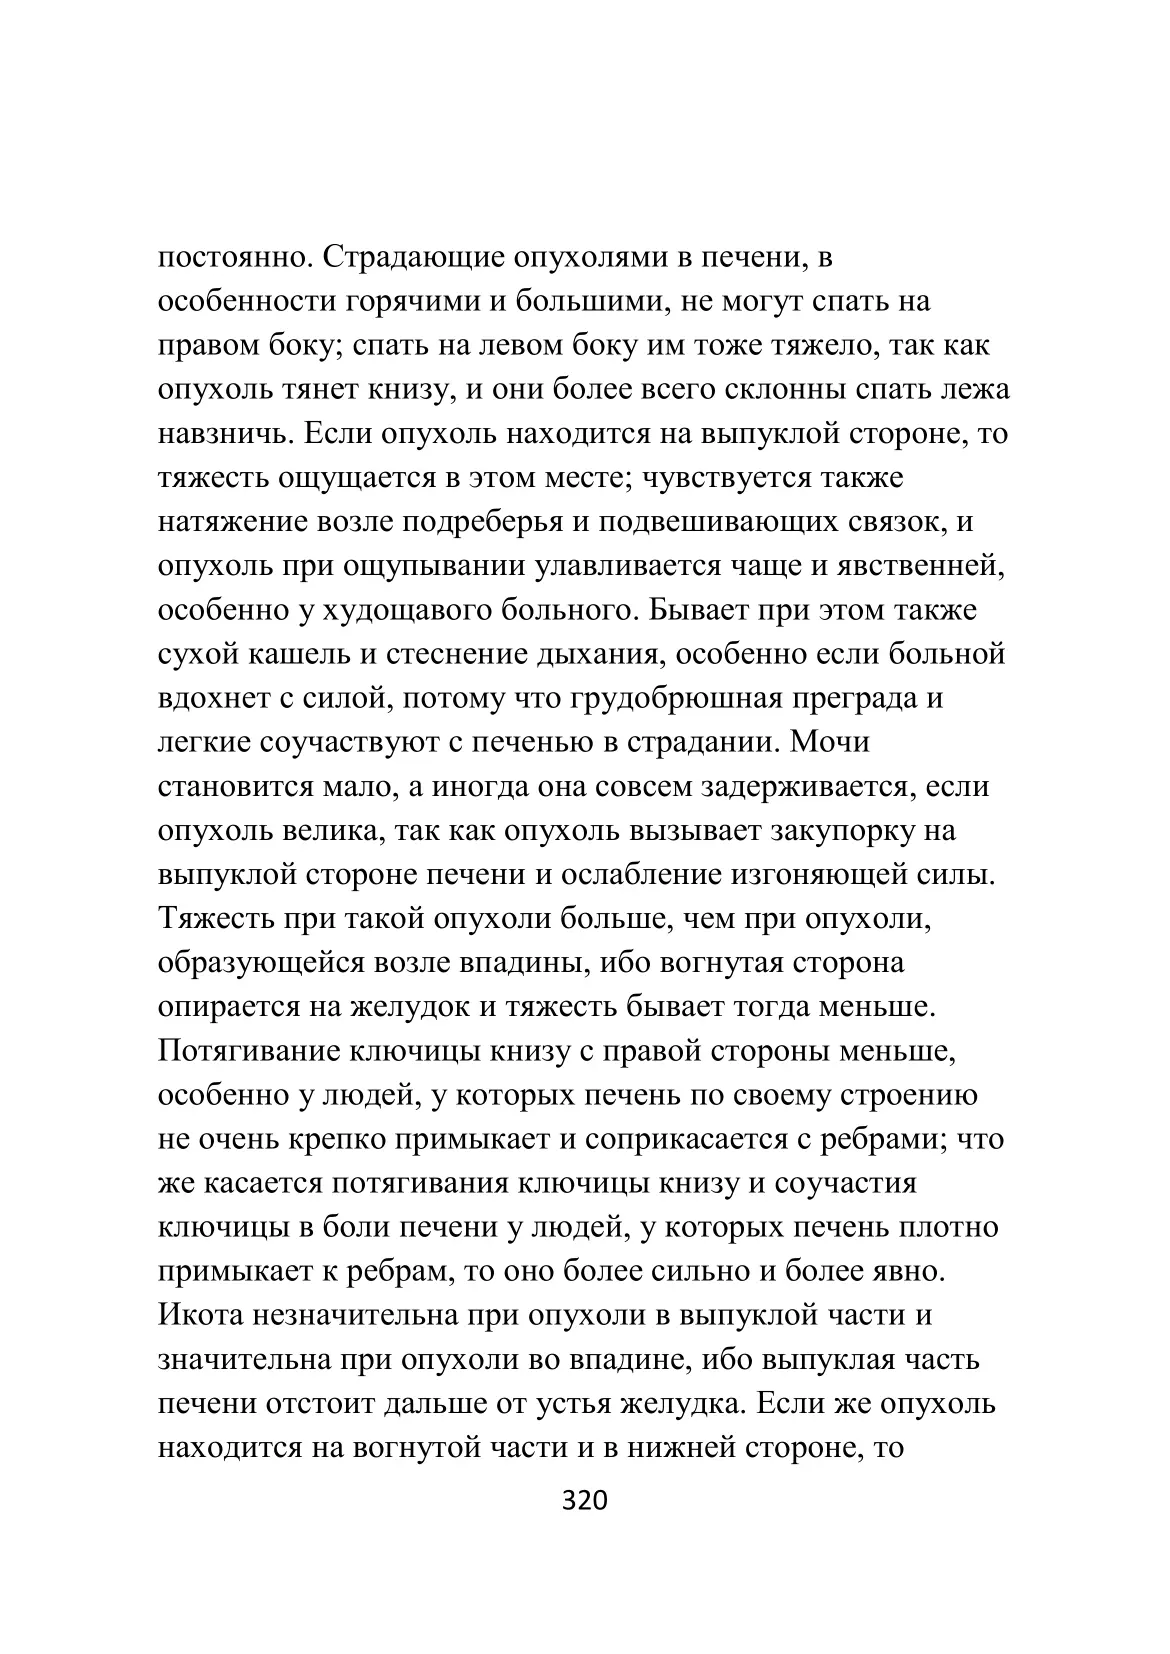 постоянно. Страдающие опухолями в печени, в
особенности горячими и большими, не могут спать на
правом боку; спать на левом боку им тоже тяжело, так как
опухоль тянет книзу, и они более всего склонны спать лежа
навзничь. Если опухоль находится на выпуклой стороне, то
тяжесть ощущается в этом месте; чувствуется также
натяжение возле подреберья и подвешивающих связок, и
опухоль при ощупывании улавливается чаще и явственней,
особенно у худощавого больного. Бывает при этом также
сухой кашель и стеснение дыхания, особенно если больной
вдохнет с силой, потому что грудобрюшная преграда и
легкие соучаствуют с печенью в страдании. Мочи
становится мало, а иногда она совсем задерживается, если
опухоль велика, так как опухоль вызывает закупорку на
выпуклой стороне печени и ослабление изгоняющей силы.
Тяжесть при такой опухоли больше, чем при опухоли,
образующейся возле впадины, ибо вогнутая сторона
опирается на желудок и тяжесть бывает тогда меньше.
Потягивание ключицы книзу с правой стороны меньше,
особенно у людей, у которых печень по своему строению
не очень крепко примыкает и соприкасается с ребрами; что
же касается потягивания ключицы книзу и соучастия
ключицы в боли печени у людей, у которых печень плотно
примыкает к ребрам, то оно более сильно и более явно.
Икота незначительна при опухоли в выпуклой части и
значительна при опухоли во впадине, ибо выпуклая часть
печени отстоит дальше от устья желудка. Если же опухоль
находится на вогнутой части и в нижней стороне, то
320